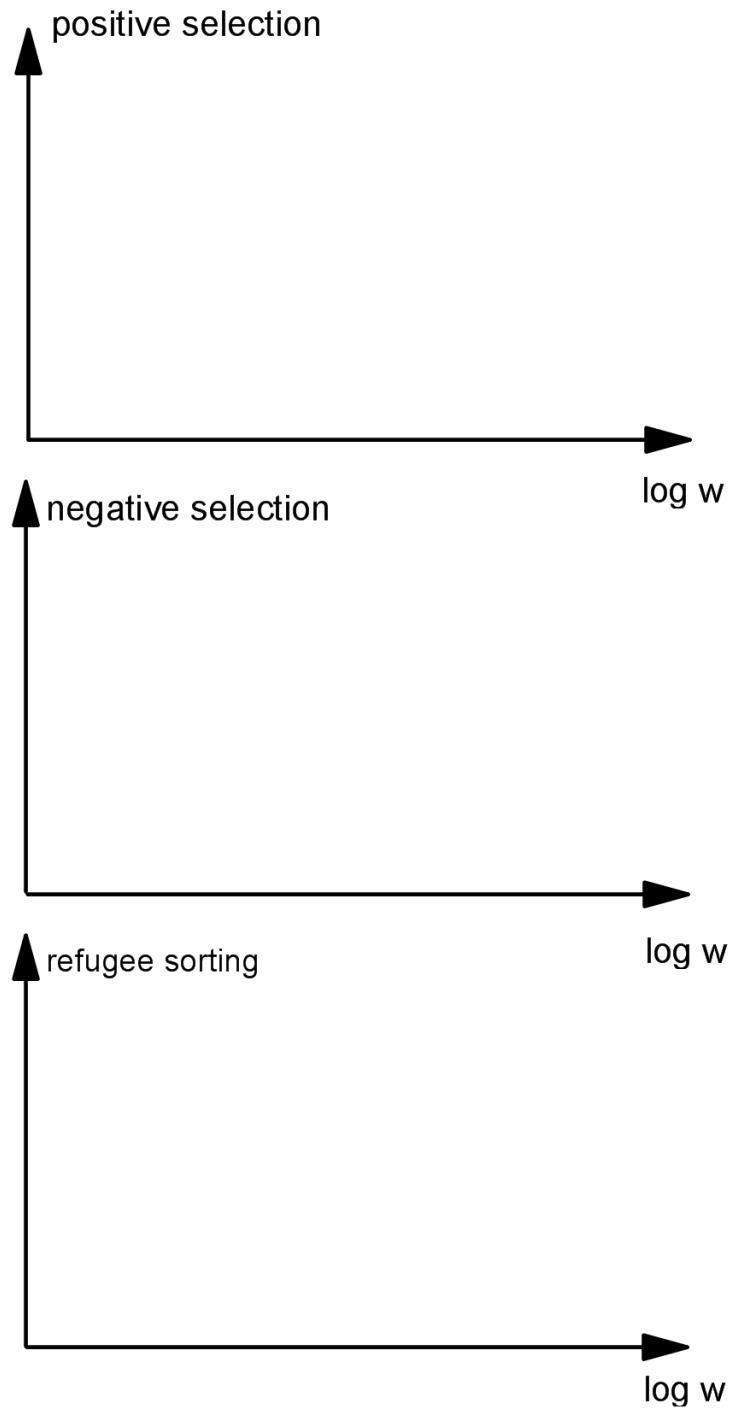 positive selection
log w
negative selection
log w
refugee sorting
log w